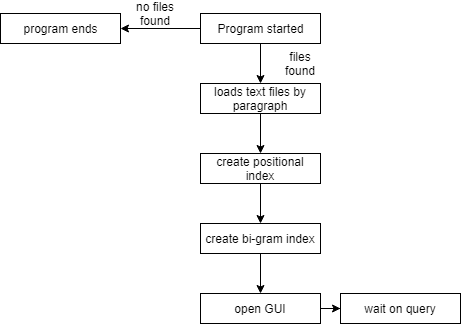 no files
found
program ends
Program started
files
found
loads text files by
paragraph
create positional
index
create bi-gram index
open GUI
wait on query